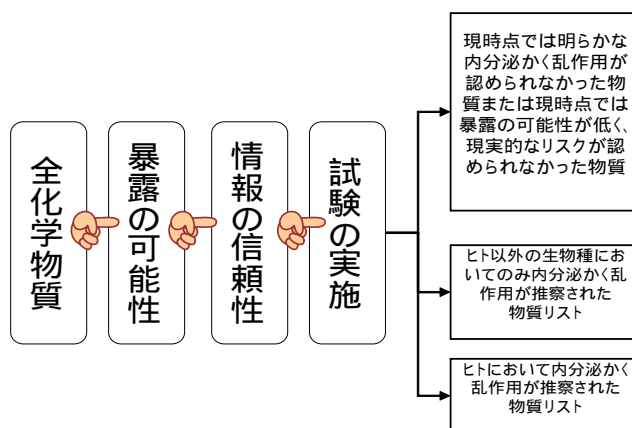 全化学物質
暴露の可能性
情報の信頼性
試験の実施
現時点では明らかな
内分泌かく乱作用が
認められなかった物
質または現時点では
暴露の可能性が低く、
現実的なリスクが認
められなかった物質
ヒト以外の生物種にお
いてのみ内分泌かく乱
作用が推察された
物質リスト
ヒトにおいて内分泌かく
乱作用が推察された
物質リスト